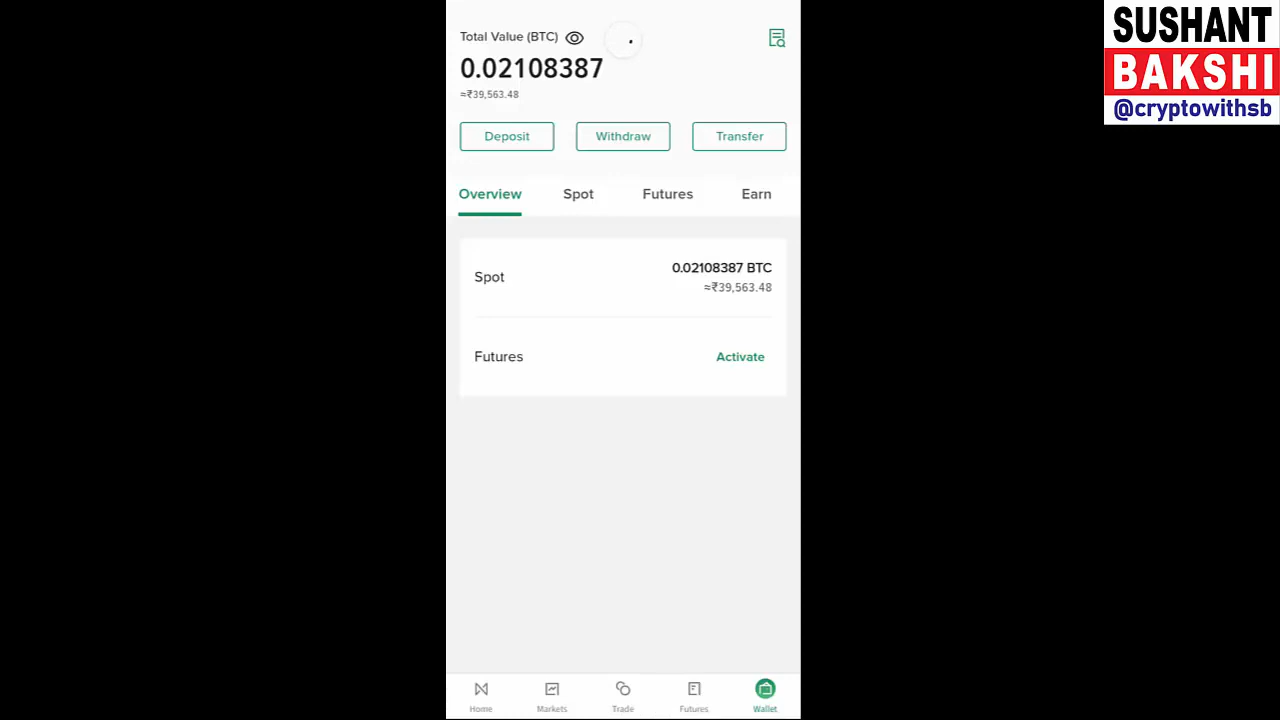 SUSHANT
BAKSHI
@cryptowithsb
Total Value (BTC)
0.02108387
≈₹39,563.48
Deposit Withdraw Transfer
Overview Spot Futures Earn
Spot 0.02108387 BTC
≈₹39,563.48
Futures Activate
Home Markets Trade Futures Wallet